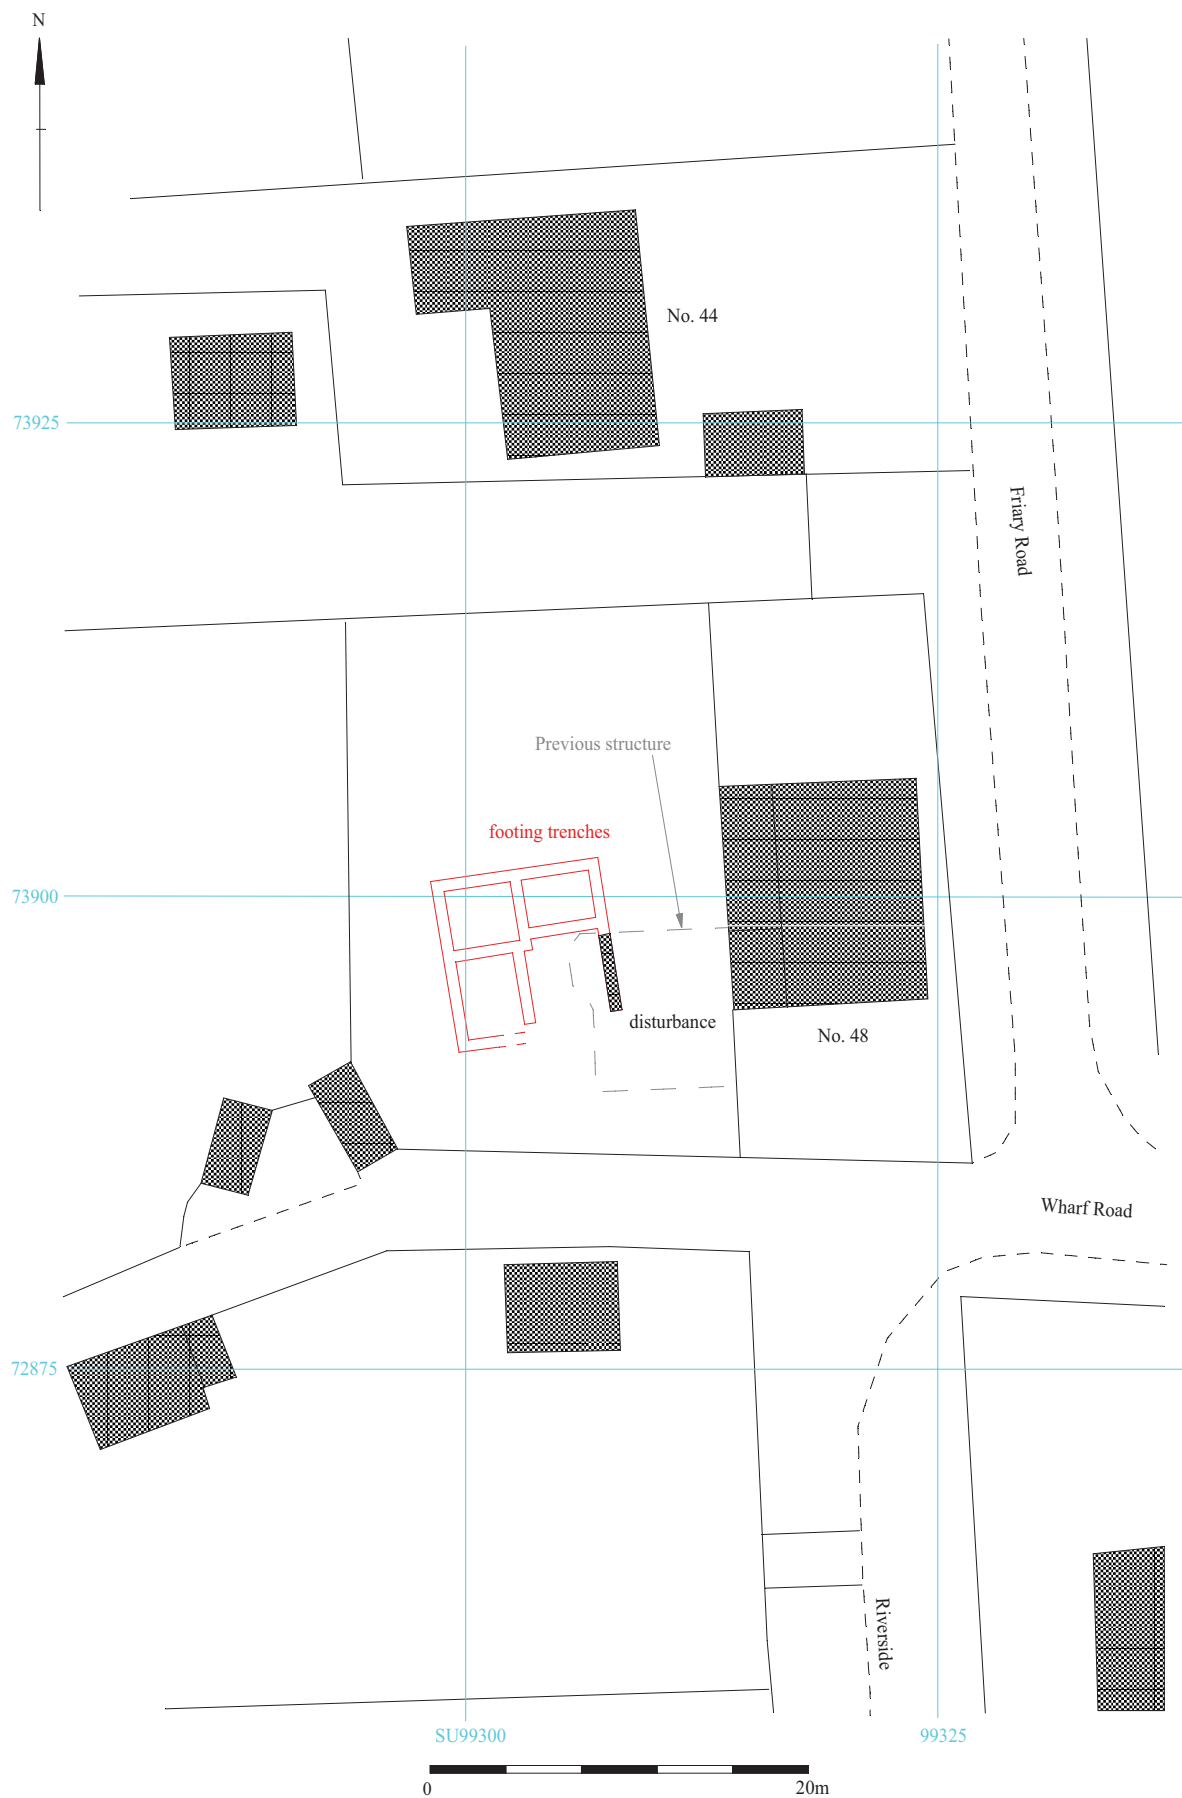 N
No. 44
73925
Friary Road
Previous structure
footing trenches
73900
disturbance
No. 48
Wharf Road
72875
Riverside
SU99300
99325
0
20m